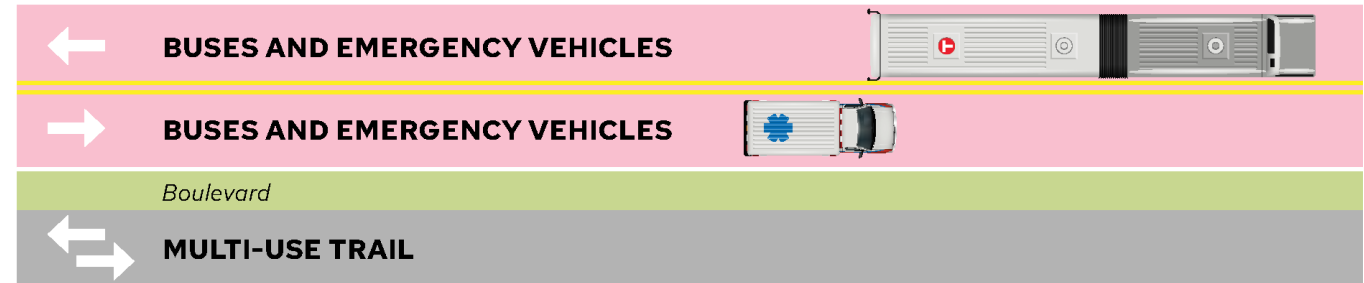 BUSES AND EMERGENCY VEHICLES
T
BUSES AND EMERGENCY VEHICLES
Boulevard
MULTI-USE TRAIL